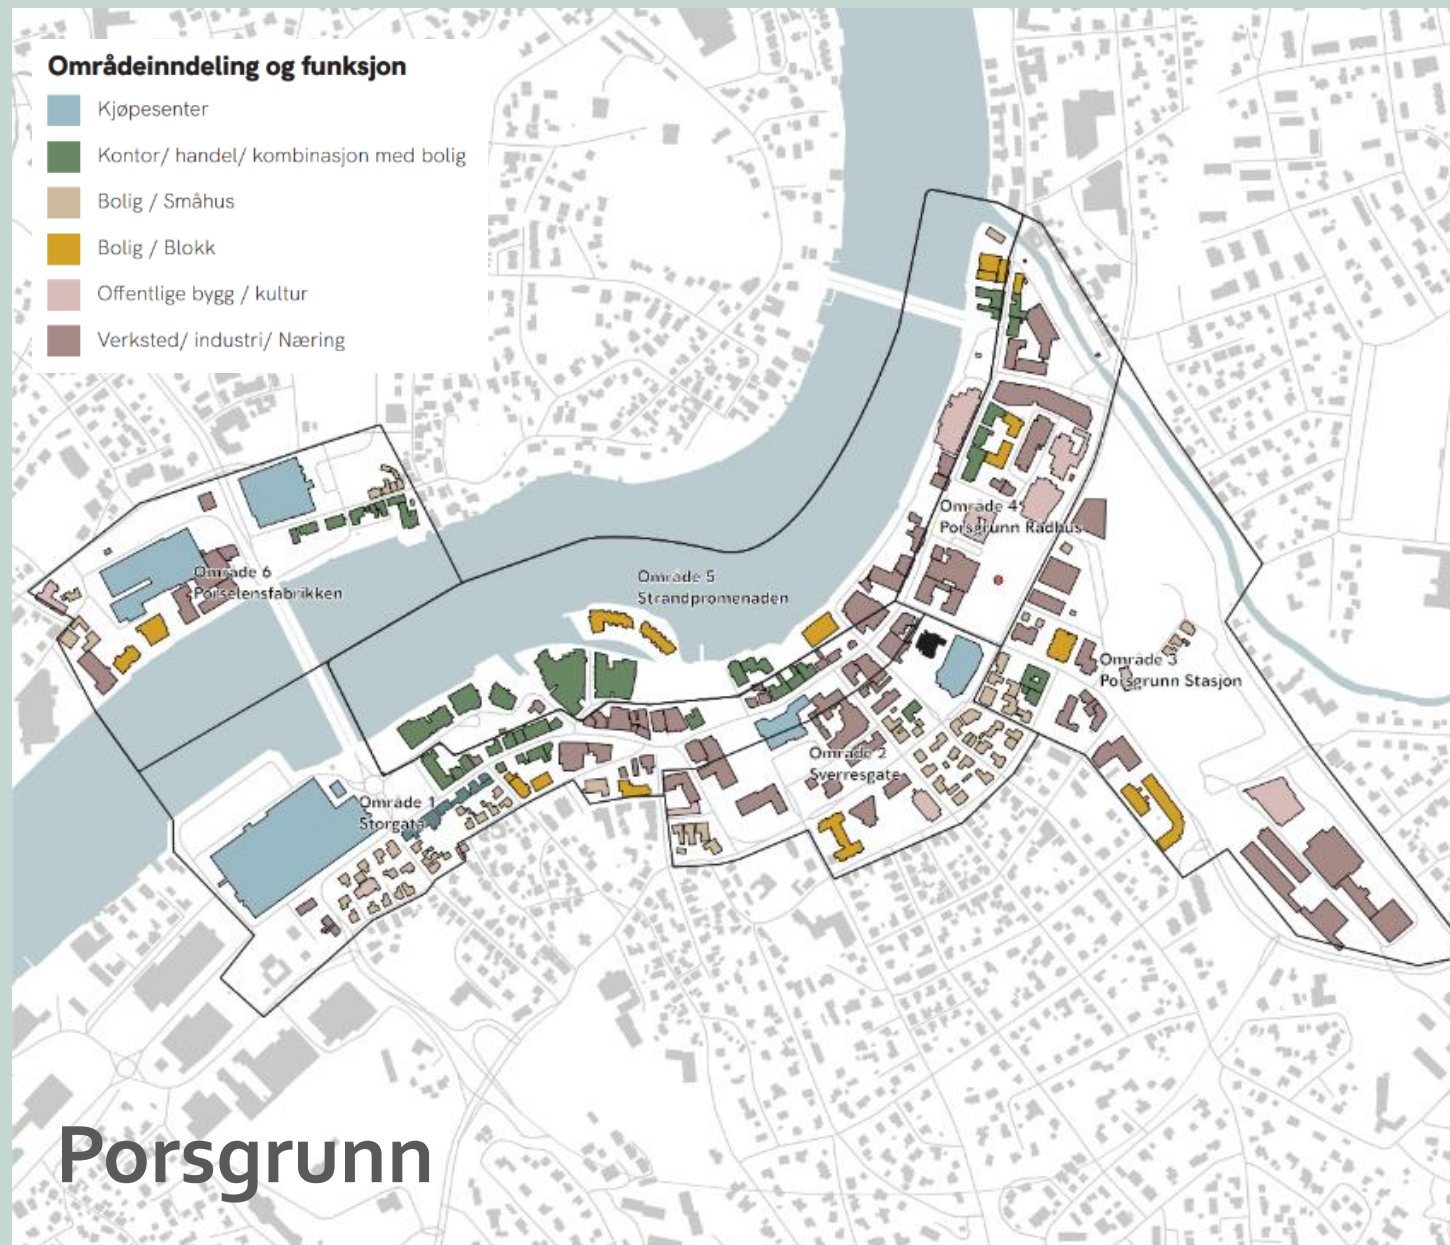 Områdeinndeling og funksjon
Kjøpesenter
Kontor/ handel/ kombinasjon med bolig
Bolig / Småhus
Bolig / Blokk
Offentlige bygg / kultur
Verksted/ industri/ Næring
Område 4
Porsgrunn Rådhus
Område 6
Porselensfabrikken
Område 5
Strandpromenaden
Område 3
Porsgrunn Stasjon
Område 2
Sverresgate
Område 1
Storgata
Porsgrunn